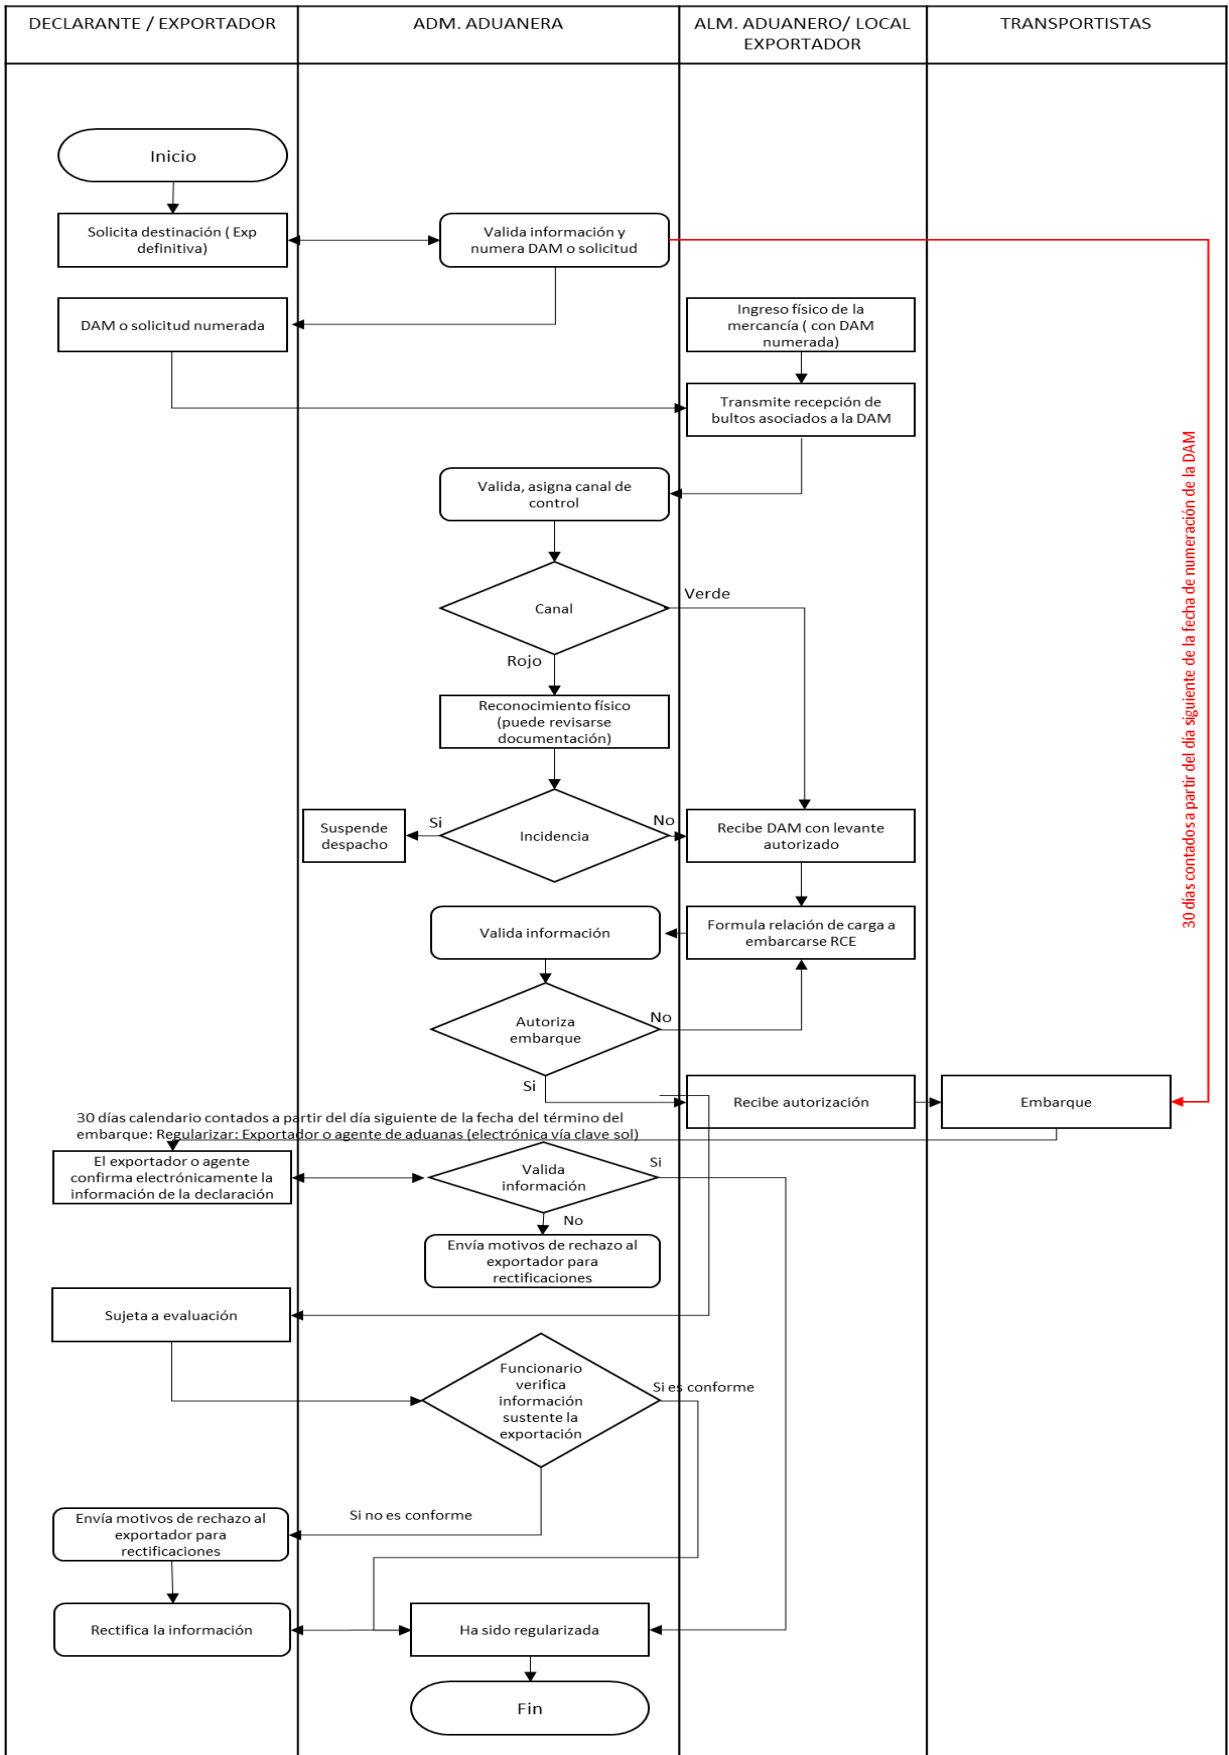 DECLARANTE / EXPORTADOR
ADM. ADUANERA
ALM. ADUANERO/ LOCAL
EXPORTADOR
TRANSPORTISTAS
Inicio
Solicita destinación ( Exp
definitiva)
Valida información y
numera DAM o solicitud
DAM o solicitud numerada
Ingreso físico de la
mercancía ( con DAM
numerada)
Transmite recepción de
bultos asociados a la DAM
Valida, asigna canal de
control
Canal
Verde
Rojo
Reconocimiento físico
(puede revisarse
documentación)
Incidencia
Si
No
Suspende
despacho
Recibe DAM con levante
autorizado
Formula relación de carga a
embarcarse RCE
Valida información
Autoriza
embarque
No
Si
Recibe autorización
Embarque
30 días contados a partir del día siguiente de la fecha de numeración de la DAM
30 días calendario contados a partir del día siguiente de la fecha del término del
embarque: Regularizar: Exportador o agente de aduanas (electrónica vía clave sol)
El exportador o agente
confirma electrónicamente la
información de la declaración
Valida
información
Si
No
Envía motivos de rechazo al
exportador para
rectificaciones
Sujeta a evaluación
Funcionario
verifica
información
sustente la
exportación
Si es conforme
Si no es conforme
Envía motivos de rechazo al
exportador para
rectificaciones
Rectifica la información
Ha sido regularizada
Fin